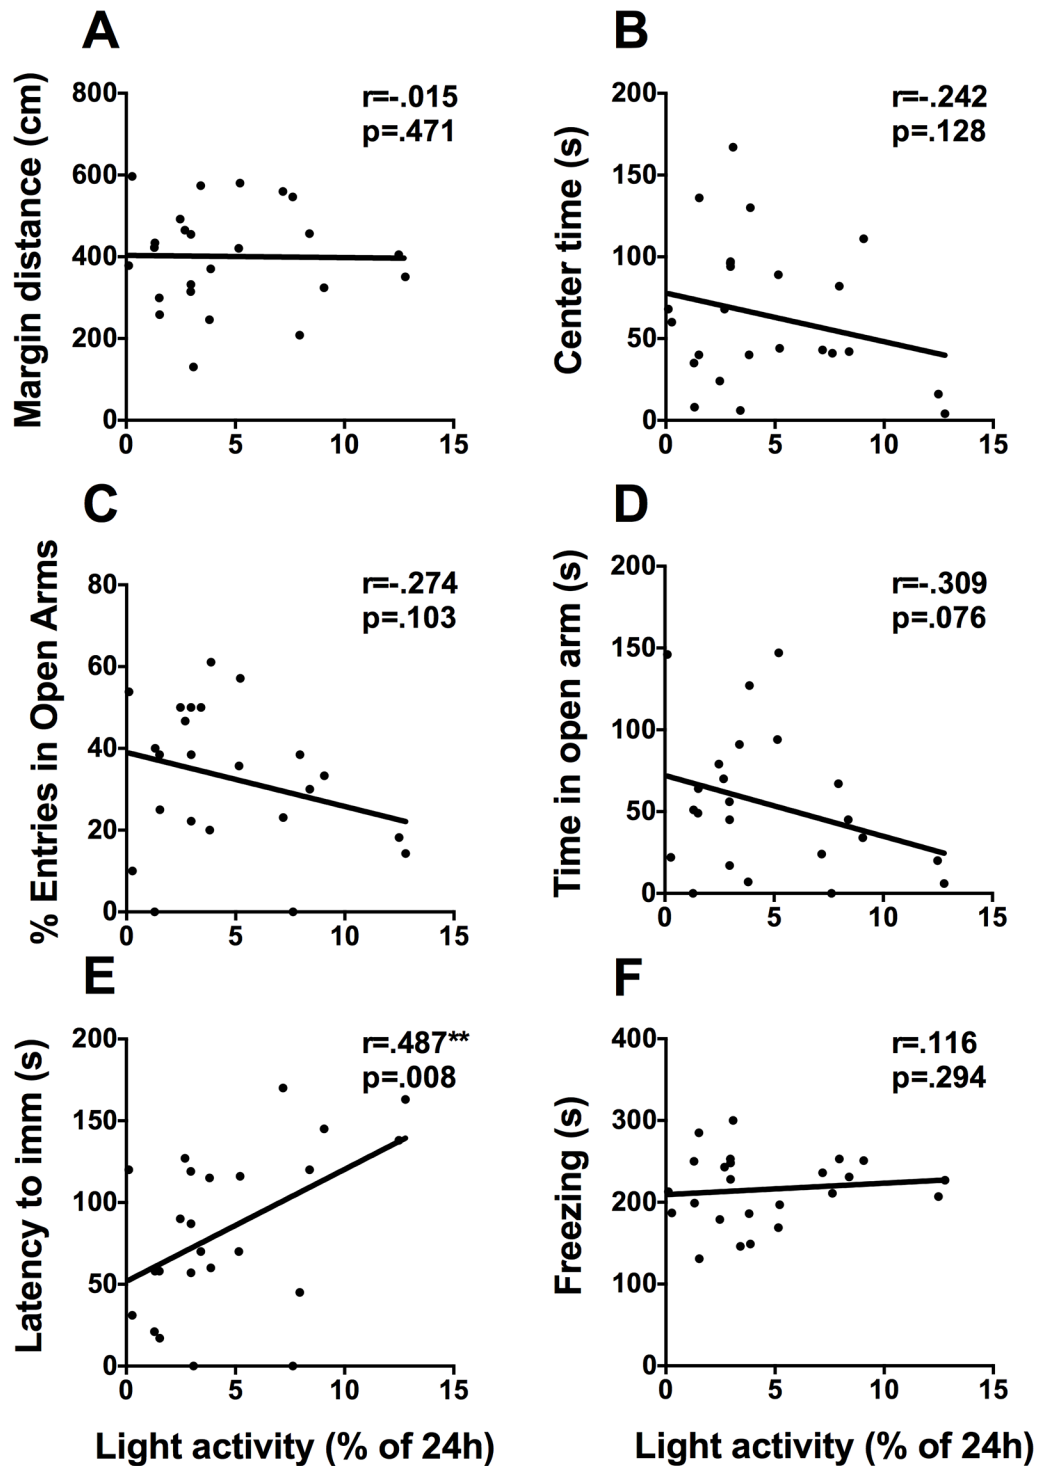 A
Margin distance (cm)
r=-.015
p=.471
800
600
400
200
0
0 5 10 15
B
Center time (s)
r=-.242
p=.128
200
150
100
50
0
0 5 10 15
C
% Entries in Open Arms
r=-.274
p=.103
80
60
40
20
0
0 5 10 15
D
Time in open arm (s)
r=-.309
p=.076
200
150
100
50
0
0 5 10 15
E
Latency to imm (s)
r=.487**
p=.008
200
150
100
50
0
0 5 10 15
Light activity (% of 24h)
F
Freezing (s)
r=.116
p=.294
400
300
200
100
0
0 5 10 15
Light activity (% of 24h)